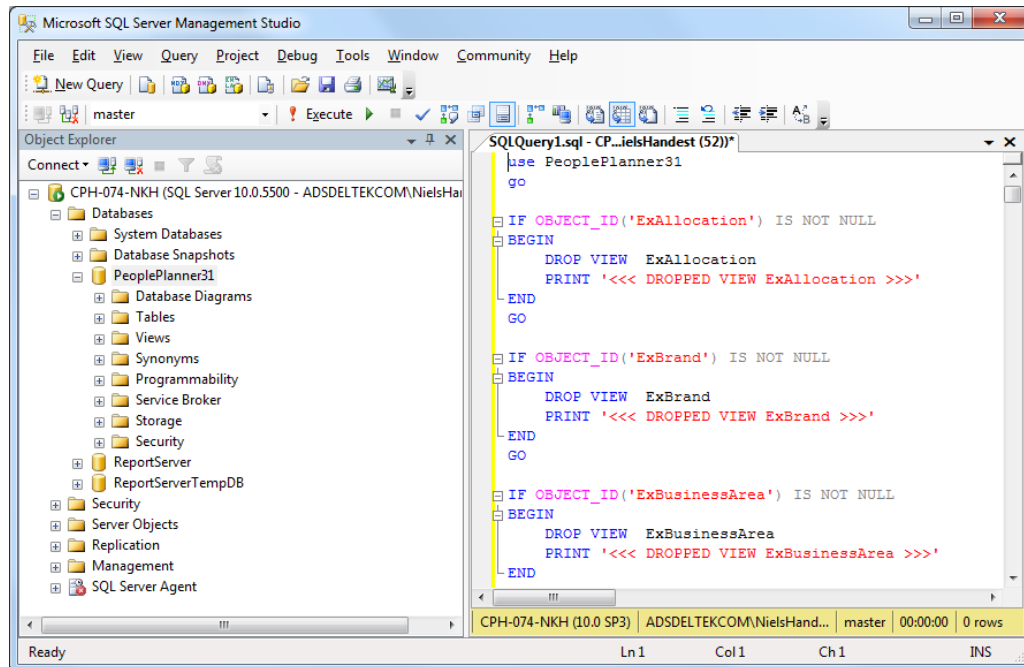 Microsoft SQL Server Management Studio
File Edit View Query Project Debug Tools Window Community Help
New Query
master
Execute
Object Explorer
Connect
CPH-074-NKH (SQL Server 10.0.5500 - ADSDELTEKCOM\NielsHa
Databases
System Databases
Database Snapshots
PeoplePlanner31
Database Diagrams
Tables
Views
Synonyms
Programmability
Service Broker
Storage
Security
ReportServer
ReportServerTempDB
Security
Server Objects
Replication
Management
SQL Server Agent
SQLQuery1.sql - CP...ielsHandest (52))*
use PeoplePlanner31
go
IF OBJECT_ID('ExAllocation') IS NOT NULL
BEGIN
DROP VIEW  ExAllocation
PRINT '<<< DROPPED VIEW ExAllocation >>>'
END
GO
IF OBJECT_ID('ExBrand') IS NOT NULL
BEGIN
DROP VIEW  ExBrand
PRINT '<<< DROPPED VIEW ExBrand >>>'
END
GO
IF OBJECT_ID('ExBusinessArea') IS NOT NULL
BEGIN
DROP VIEW  ExBusinessArea
PRINT '<<< DROPPED VIEW ExBusinessArea >>>'
END
CPH-074-NKH (10.0 SP3) ADSDELTEKCOM\NielsHand... master 00:00:00 0 rows
Ready Ln 1 Col 1 Ch 1 INS